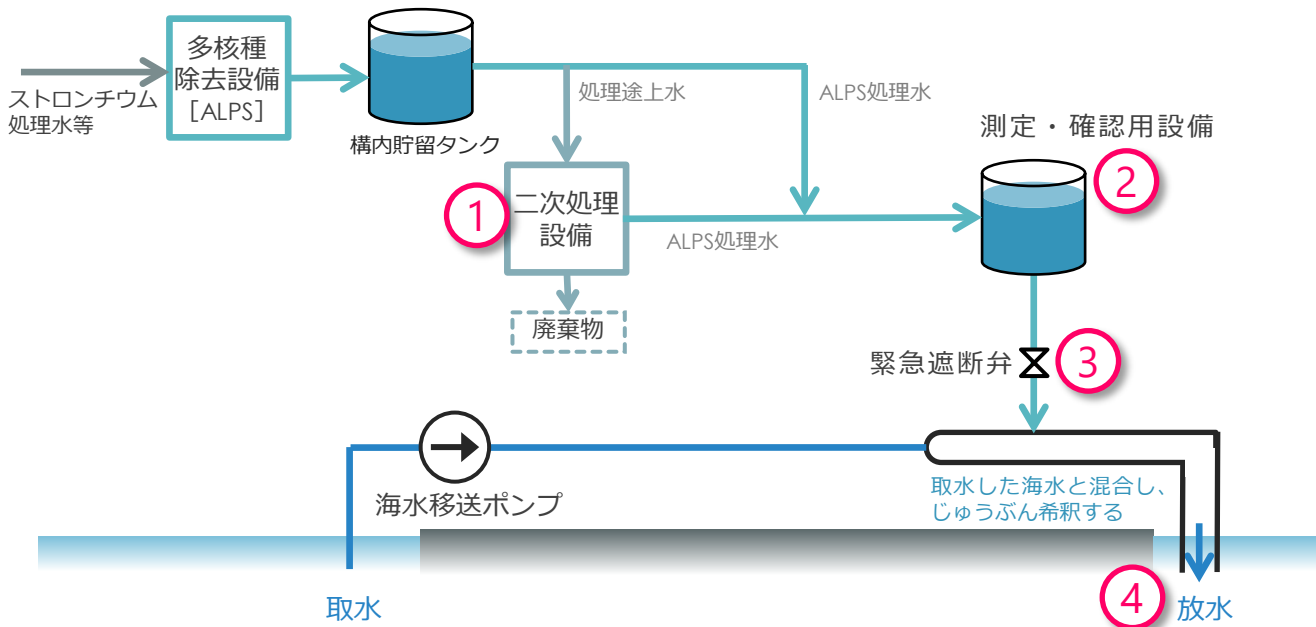 多核種
除去設備
[ALPS]
ストロンチウム
処理水等
構内貯留タンク
処理途上水
ALPS処理水
測定・確認用設備
②
①
二次処理
設備
ALPS処理水
廃棄物
緊急遮断弁
③
海水移送ポンプ
取水した海水と混合し、
じゅうぶん希釈する
取水
④
放水